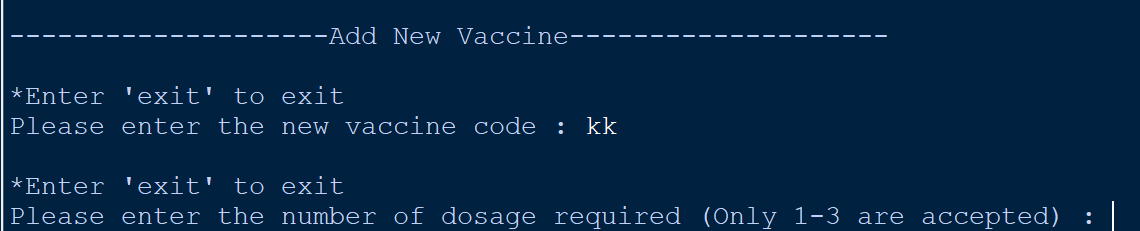 --------------------Add New Vaccine--------------------
*Enter 'exit' to exit
Please enter the new vaccine code : kk
*Enter 'exit' to exit
Please enter the number of dosage required (Only 1-3 are accepted) :